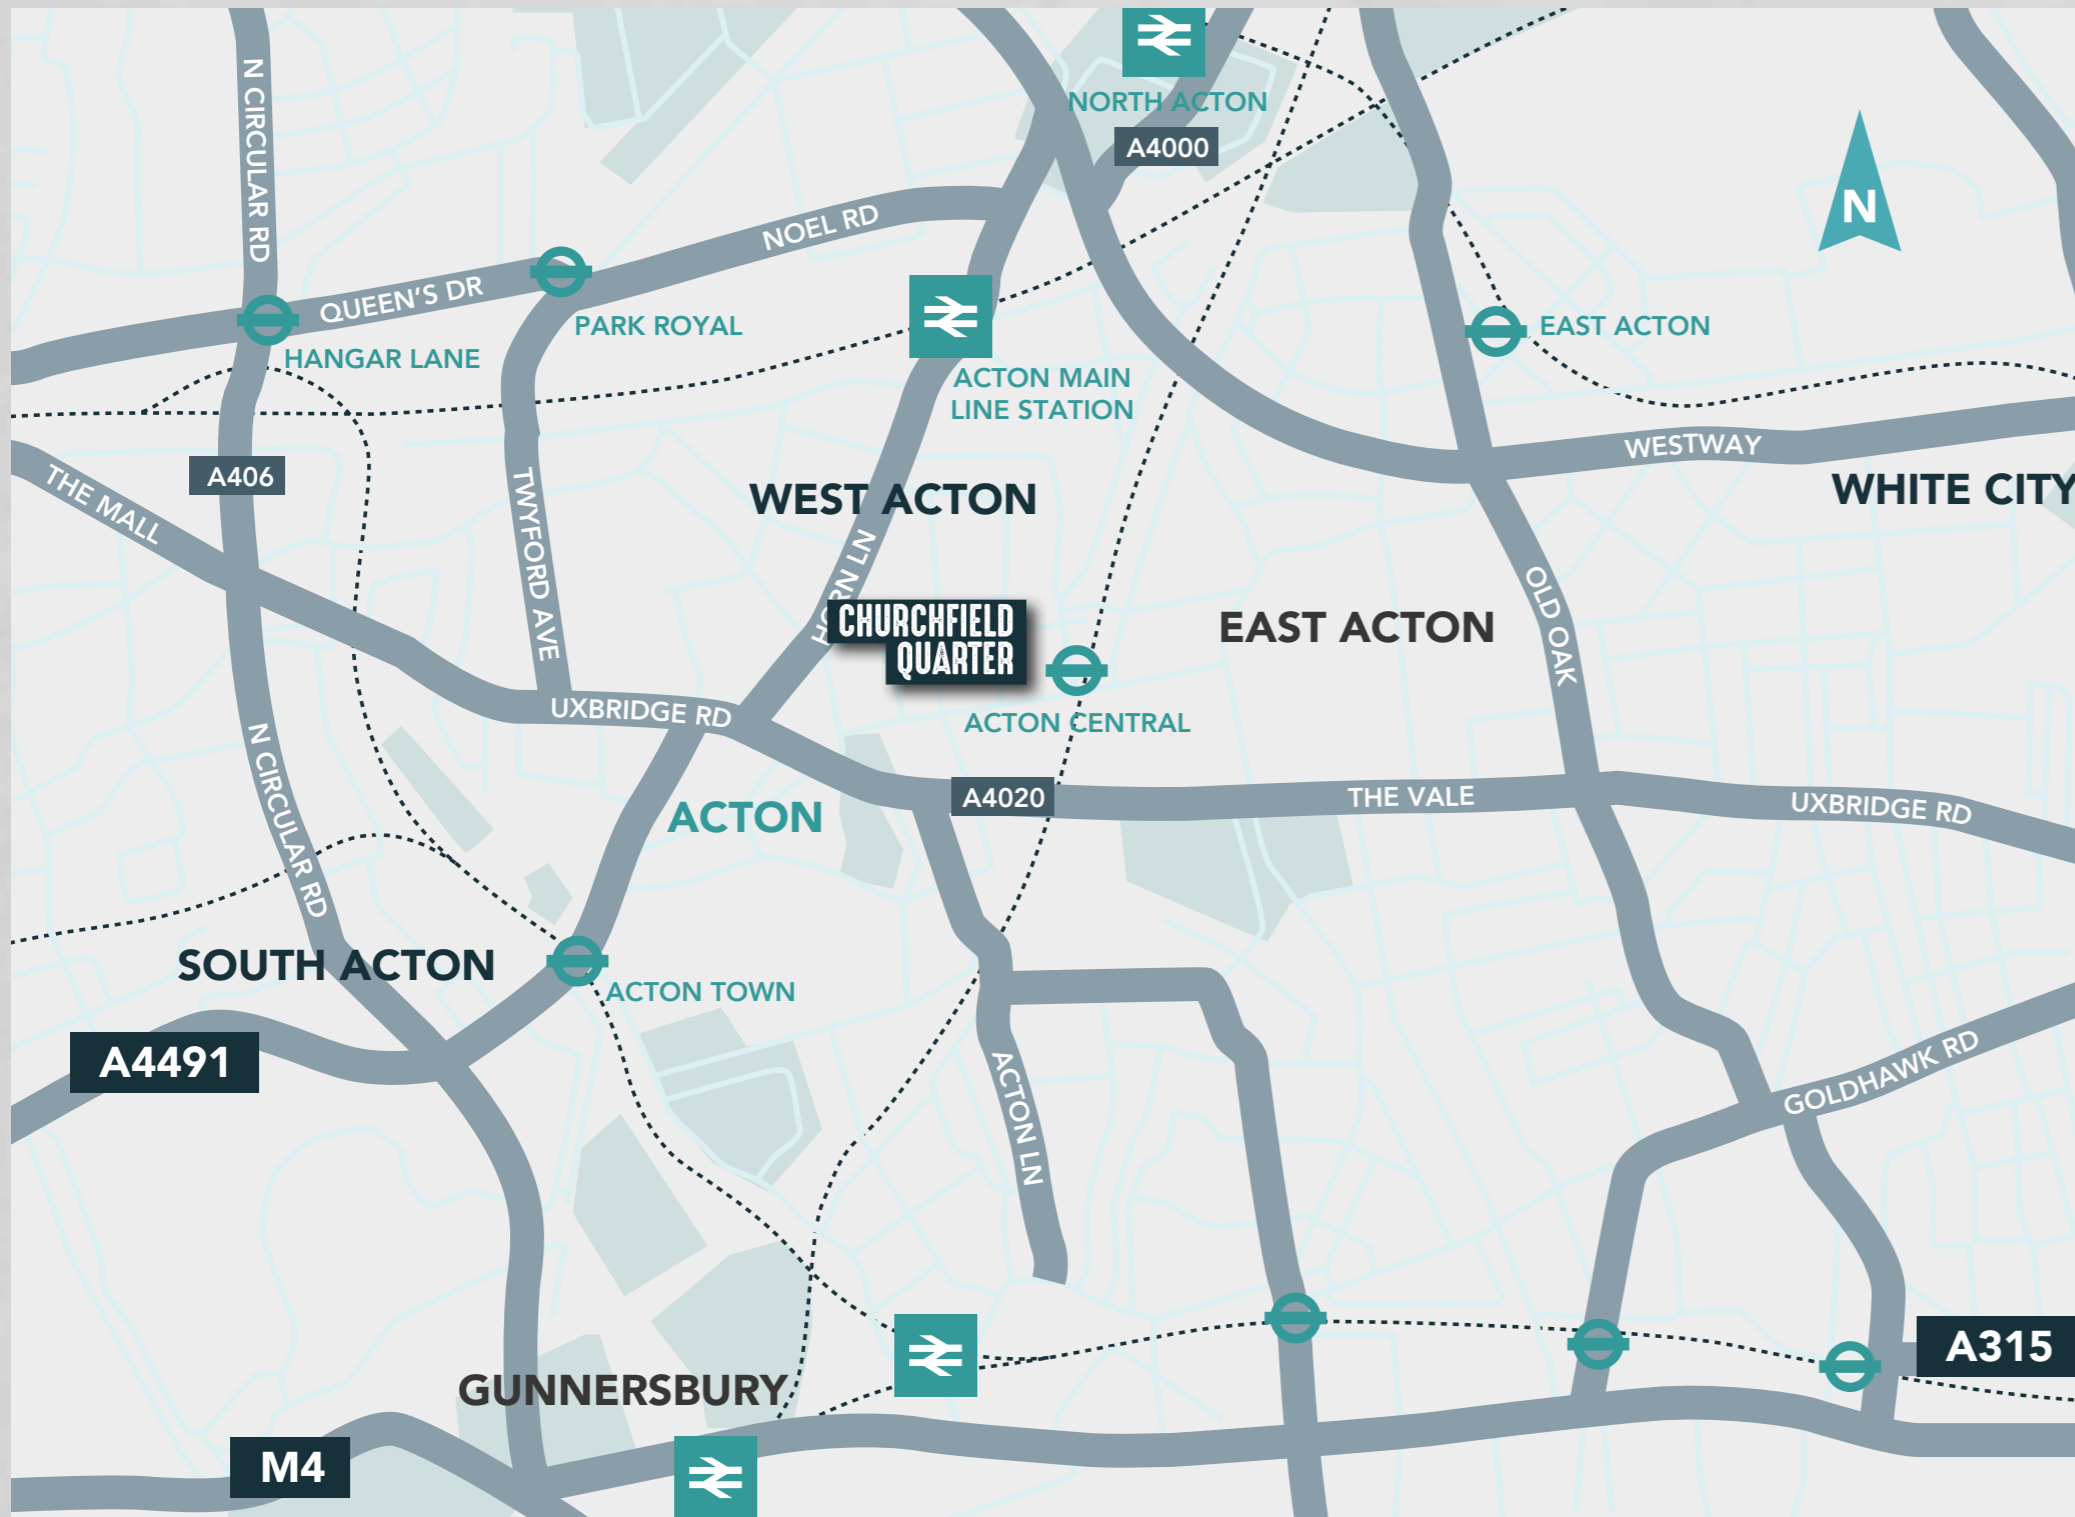 N CIRCULAR RD
NORTH ACTON
A4000
NOEL RD
N
QUEEN'S DR
PARK ROYAL
HANGAR LANE
EAST ACTON
ACTON MAIN
LINE STATION
WESTWAY
THE MALL
A406
TWYFORD AVE
WEST ACTON
WHITE CITY
HORN LN
CHURCHFIELD
QUARTER
EAST ACTON
OLD OAK
UXBRIDGE RD
ACTON CENTRAL
N CIRCULAR RD
ACTON
A4020
THE VALE
UXBRIDGE RD
SOUTH ACTON
ACTON TOWN
A4491
ACTON LN
GOLDHAWK RD
A315
GUNNERSBURY
M4